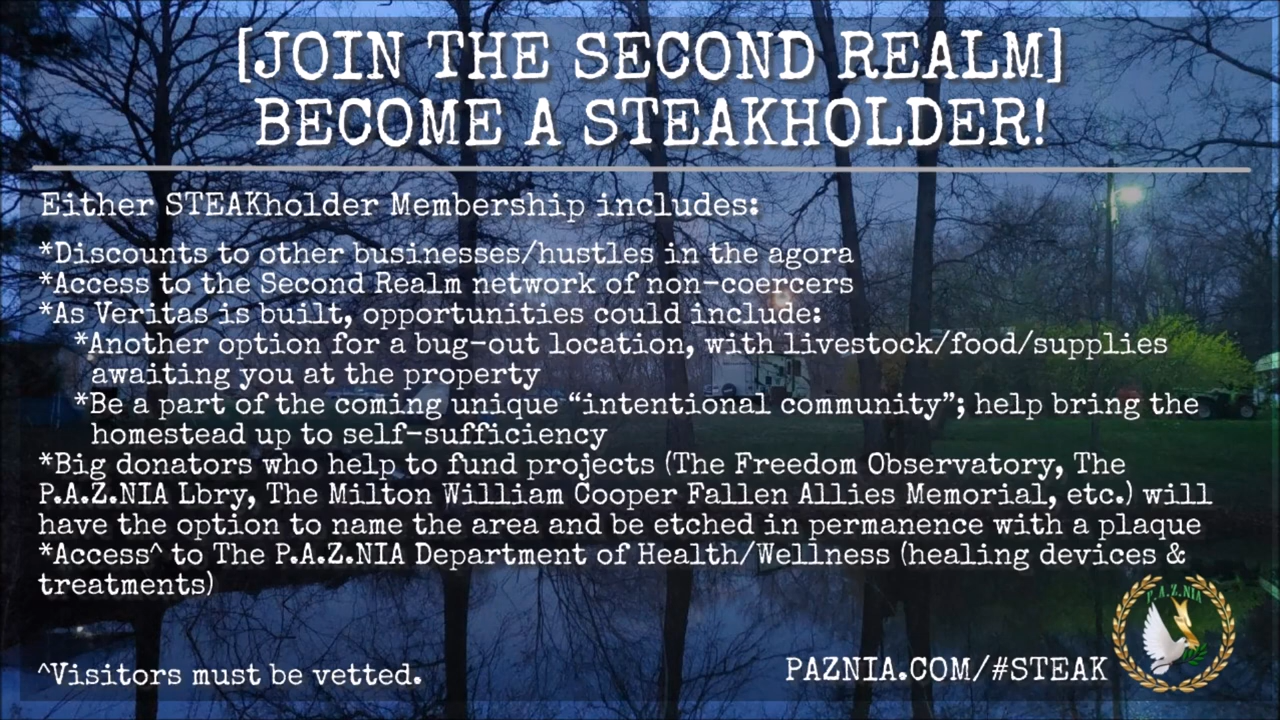 [JOIN THE SECOND REALM]
BECOME A STEAKHOLDER!
Either STEAKholder Membership includes:
*Discounts to other businesses/hustles in the agora
*Access to the Second Realm network of non-coercers
*As Veritas is built, opportunities could include:
*Another option for a bug-out location, with livestock/food/supplies
awaiting you at the property
*Be a part of the coming unique “intentional community”; help bring the
homestead up to self-sufficiency
*Big donators who help to fund projects (The Freedom Observatory, The
P.A.Z.NIA Lbry, The Milton William Cooper Fallen Allies Memorial, etc.) will
have the option to name the area and be etched in permanence with a plaque
*Access^ to The P.A.Z.NIA Department of Health/Wellness (healing devices &
treatments)
P.A.Z.NIA
^Visitors must be vetted.
PAZNIA.COM/#STEAK